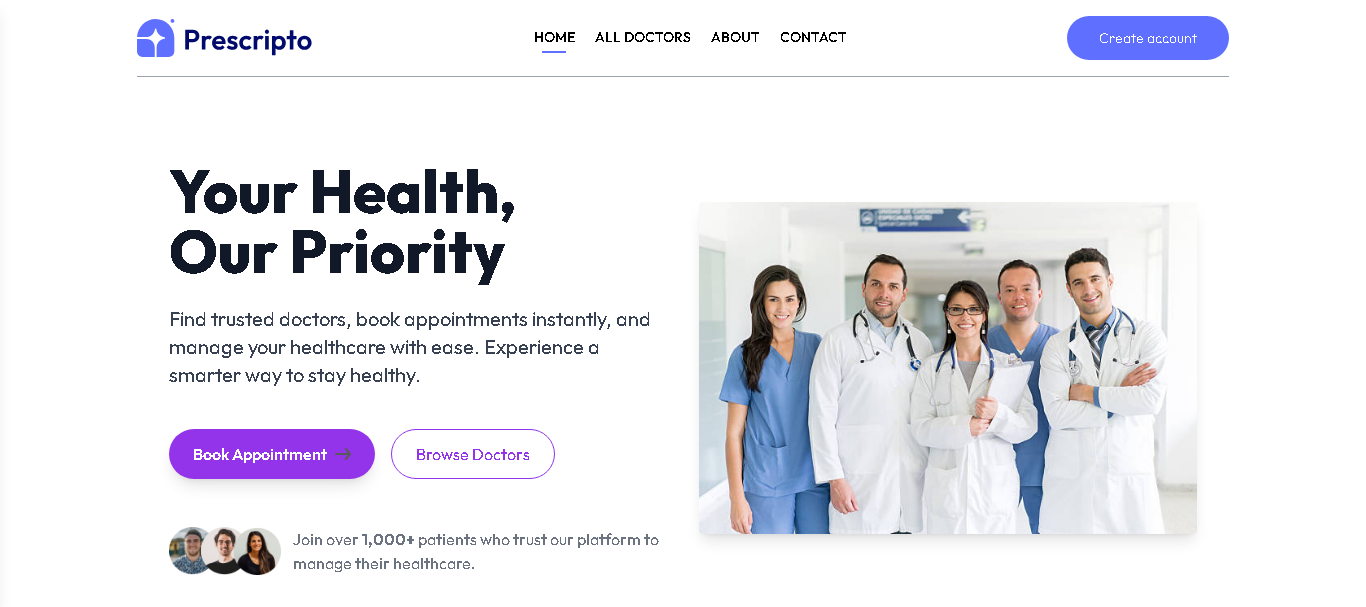 Prescripto
HOME
ALL DOCTORS
ABOUT
CONTACT
Create account
Your Health,
Our Priority
Find trusted doctors, book appointments instantly, and
manage your healthcare with ease. Experience a
smarter way to stay healthy.
Book Appointment →
Browse Doctors
Join over 1,000+ patients who trust our platform to
manage their healthcare.